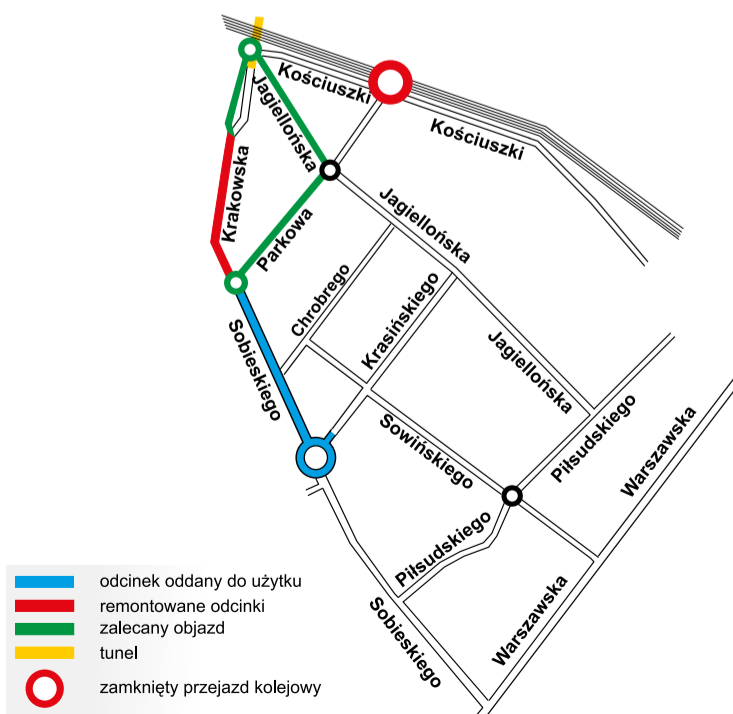 Kościuszki
Kościuszki
Jagiellońska
Krakowska
Parkowa
Jagiellońska
Chrobrego
Krasińskiego
Sobieskiego
Jagiellońska
Sowińskiego
Piłsudskiego
Warszawska
Piłsudskiego
Sobieskiego
Warszawska
odcinek oddany do użytku
remontowane odcinki
zalecany objazd
tunel
zamknięty przejazd kolejowy